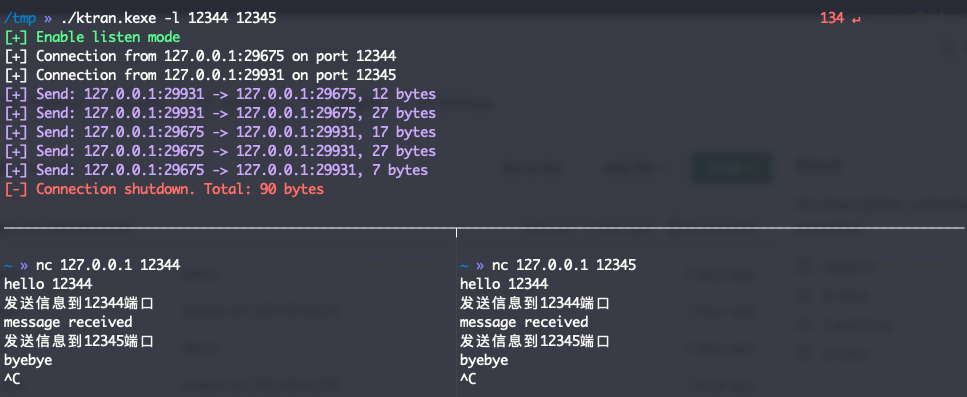 /tmp » ./ktran.kexe -l 12344 12345 134 ↵
[+] Enable listen mode
[+] Connection from 127.0.0.1:29675 on port 12344
[+] Connection from 127.0.0.1:29931 on port 12345
[+] Send: 127.0.0.1:29931 -> 127.0.0.1:29675, 12 bytes
[+] Send: 127.0.0.1:29931 -> 127.0.0.1:29675, 27 bytes
[+] Send: 127.0.0.1:29675 -> 127.0.0.1:29931, 17 bytes
[+] Send: 127.0.0.1:29675 -> 127.0.0.1:29931, 27 bytes
[+] Send: 127.0.0.1:29675 -> 127.0.0.1:29931, 7 bytes
[-] Connection shutdown. Total: 90 bytes
~ » nc 127.0.0.1 12344
hello 12344
发送信息到12344端口
message received
发送信息到12345端口
byebye
^C
~ » nc 127.0.0.1 12345
hello 12344
发送信息到12344端口
message received
发送信息到12345端口
byebye
^C